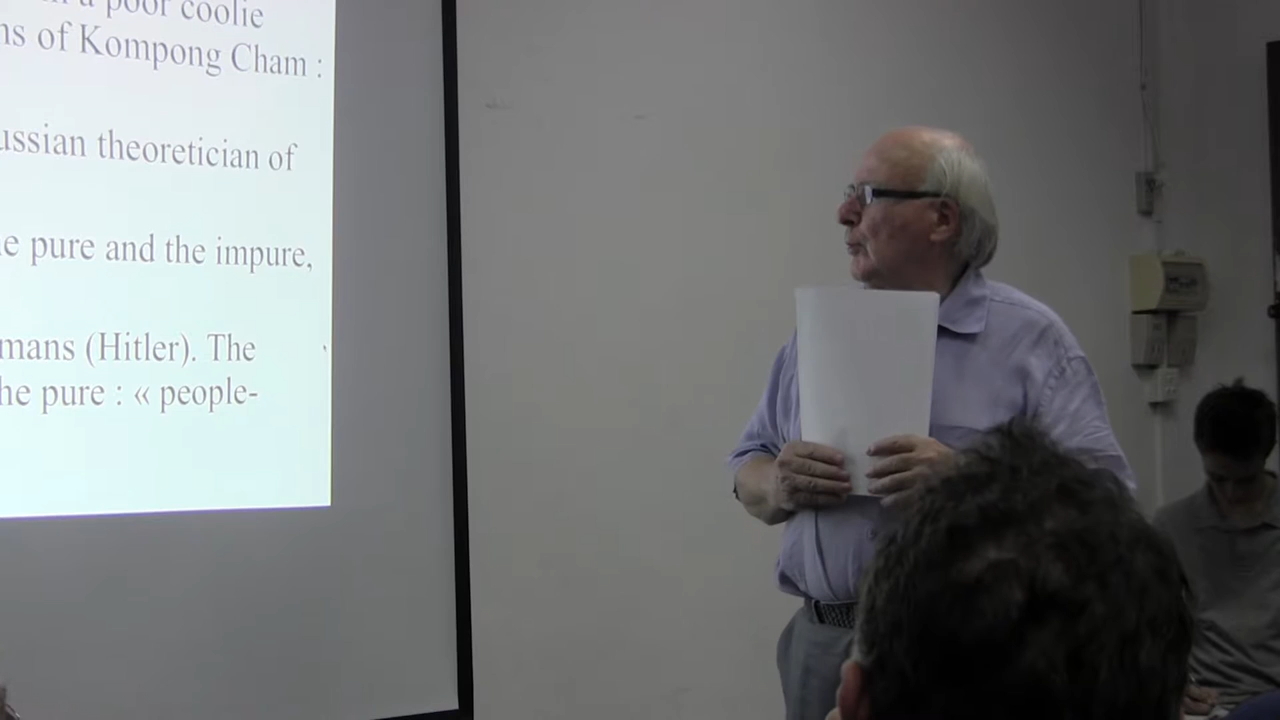 a poor coolie
ns of Kompong Cham :
ussian theoretician of
e pure and the impure,
mans (Hitler). The
he pure : « people-